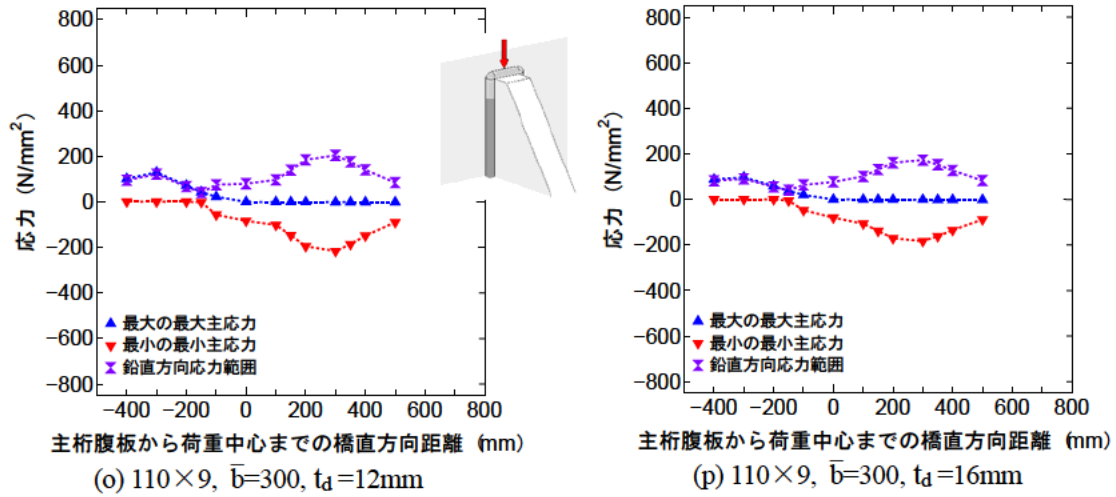 800
600
400
200
0
−200
−400
−600
−800
応力 (N/mm²)
▲ 最大の最大主応力
▼ 最小の最小主応力
鉛直方向応力範囲
−400 −200 0 200 400 600 800
主桁腹板から荷重中心までの橋直方向距離 (mm)
(o) 110×9, b̄=300, t_d=12mm
800
600
400
200
0
−200
−400
−600
−800
応力 (N/mm²)
▲ 最大の最大主応力
▼ 最小の最小主応力
鉛直方向応力範囲
−400 −200 0 200 400 600 800
主桁腹板から荷重中心までの橋直方向距離 (mm)
(p) 110×9, b̄=300, t_d=16mm